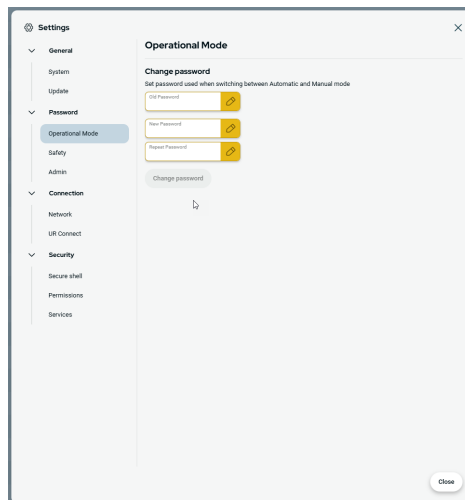 Settings
General
System
Update
Password
Operational Mode
Safety
Admin
Connection
Network
UR Connect
Security
Secure shell
Permissions
Services
Operational Mode
Change password
Set password used when switching between Automatic and Manual mode
Old Password
New Password
Repeat Password
Change password
Close